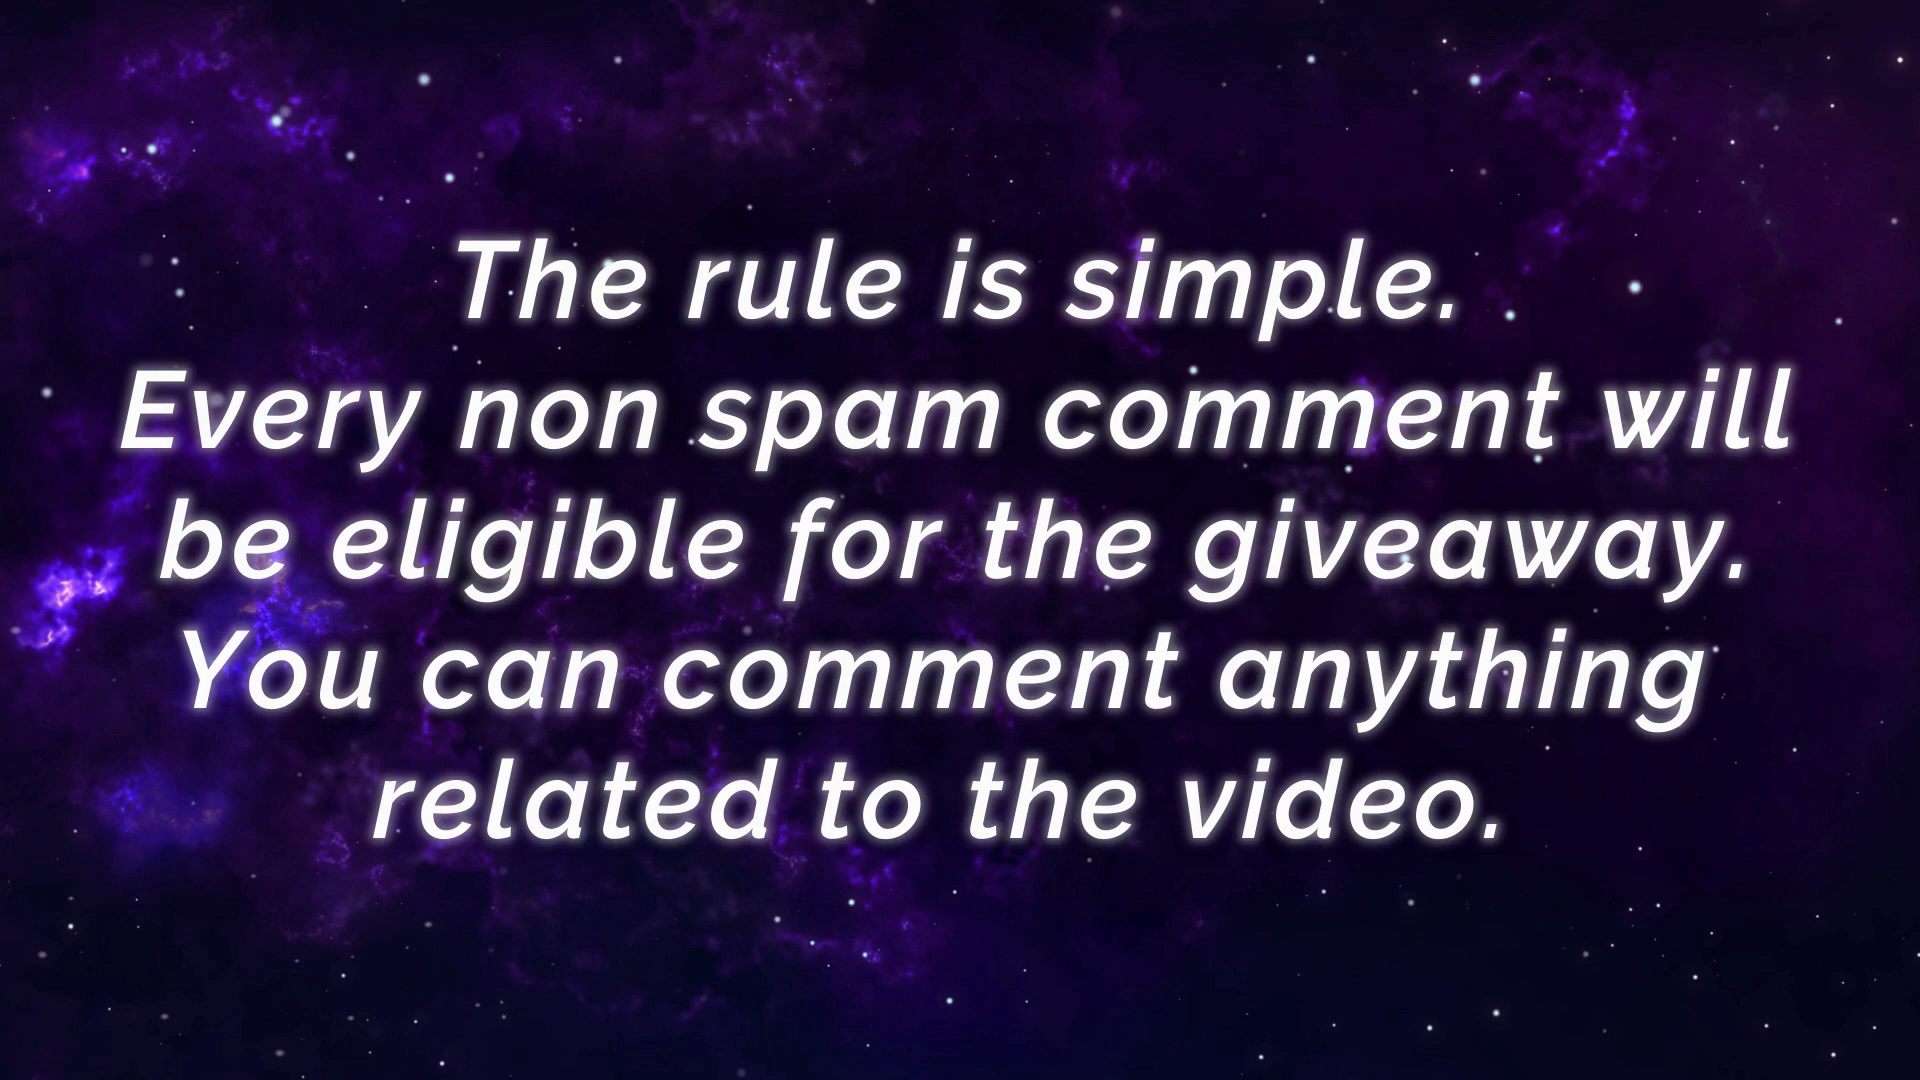 The rule is simple.
Every non spam comment will
be eligible for the giveaway.
You can comment anything
related to the video.